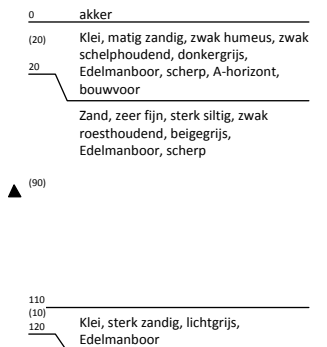 0 akker
(20) Klei, matig zandig, zwak humeus, zwak
schelphoudend, donkergrijs,
20 Edelmanboor, scherp, A-horizont,
bouwvoor
Zand, zeer fijn, sterk siltig, zwak
roesthoudend, beigegrijs,
Edelmanboor, scherp
(90)
110
(10)
120 Klei, sterk zandig, lichtgrijs,
Edelmanboor